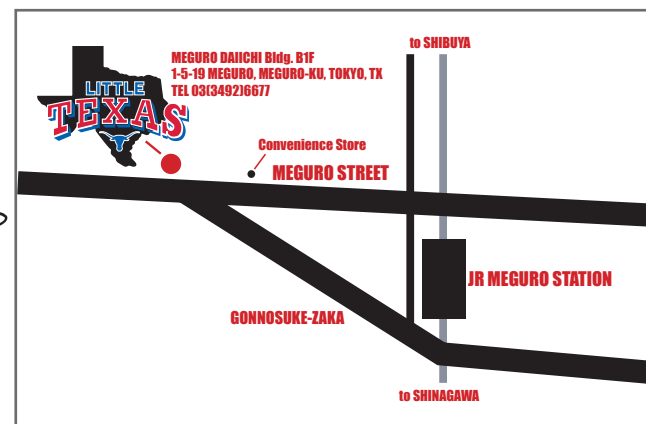 to SHIBUYA
MEGURO DAIICHI Bldg. B1F
1-5-19 MEGURO, MEGURO-KU, TOKYO, TX
TEL 03(3492)6677
LITTLE
TEXAS
Convenience Store
MEGURO STREET
JR MEGURO STATION
GONNOSUKE-ZAKA
to SHINAGAWA